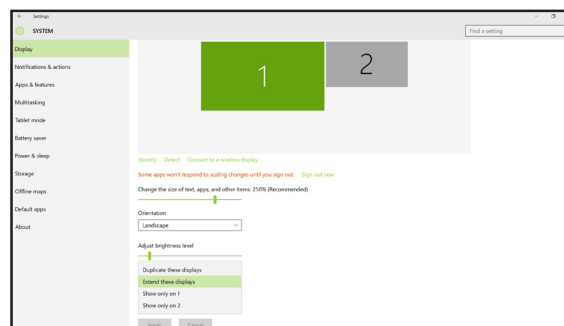 Settings
SYSTEM
Find a setting
Display
Notifications & actions
Apps & features
Multitasking
Tablet mode
Battery saver
Power & sleep
Storage
Offline maps
Default apps
About
1
2
Identify Detect Connect to a wireless display
Some apps won't respond to scaling changes until you sign out. Sign out now
Change the size of text, apps, and other items: 250% (Recommended)
Orientation
Landscape
Adjust brightness level
Duplicate these displays
Extend these displays
Show only on 1
Show only on 2
Apply Cancel